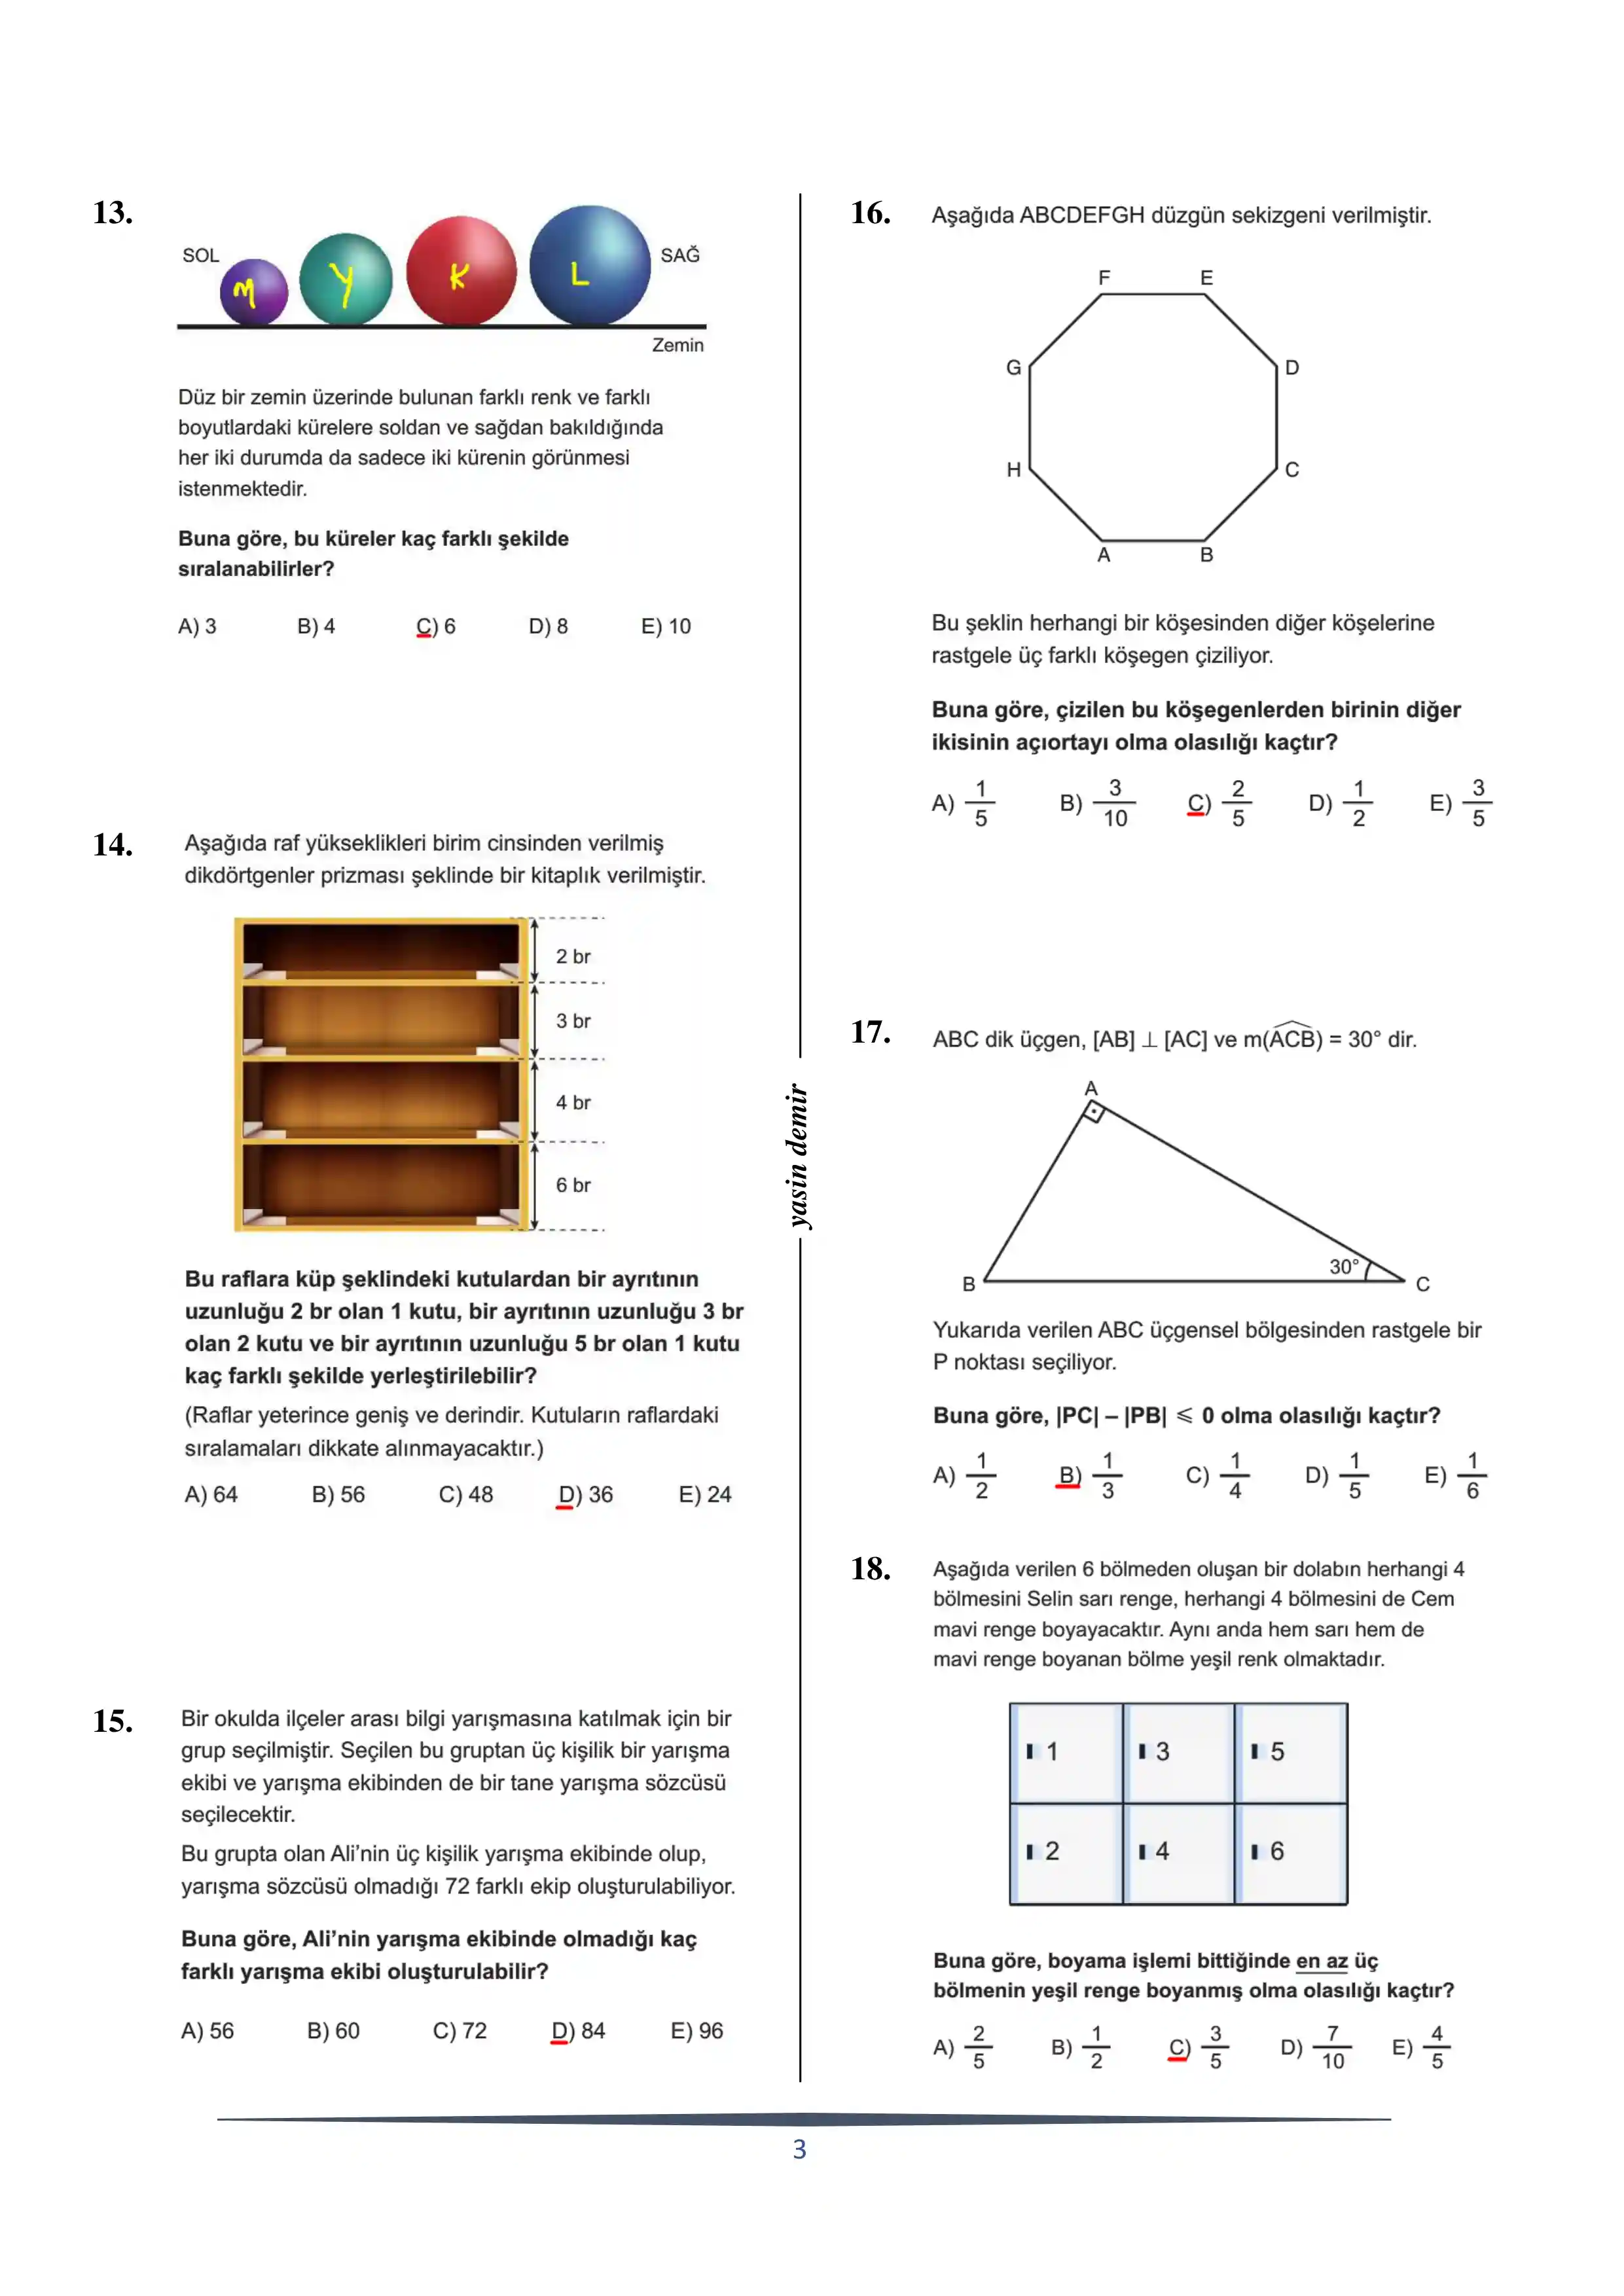 13.
SOL
M
Y
K
L
SAĞ
Zemin
Düz bir zemin üzerinde bulunan farklı renk ve farklı
boyutlardaki kürelere soldan ve sağdan bakıldığında
her iki durumda da sadece iki kürenin görünmesi
istenmektedir.
Buna göre, bu küreler kaç farklı şekilde
sıralanabilirler?
A) 3 B) 4 C) 6 D) 8 E) 10
14.
Aşağıda raf yükseklikleri birim cinsinden verilmiş
dikdörtgenler prizması şeklinde bir kitaplık verilmiştir.
2 br
3 br
4 br
6 br
Bu raflara küp şeklindeki kutulardan bir ayrıtının
uzunluğu 2 br olan 1 kutu, bir ayrıtının uzunluğu 3 br
olan 2 kutu ve bir ayrıtının uzunluğu 5 br olan 1 kutu
kaç farklı şekilde yerleştirilebilir?
(Raflar yeterince geniş ve derindir. Kutuların raflardaki
sıralamaları dikkate alınmayacaktır.)
A) 64 B) 56 C) 48 D) 36 E) 24
15.
Bir okulda ilçeler arası bilgi yarışmasına katılmak için bir
grup seçilmiştir. Seçilen bu gruptan üç kişilik bir yarışma
ekibi ve yarışma ekibinden de bir tane yarışma sözcüsü
seçilecektir.
Bu grupta olan Ali’nin üç kişilik yarışma ekibinde olup,
yarışma sözcüsü olmadığı 72 farklı ekip oluşturulabiliyor.
Buna göre, Ali’nin yarışma ekibinde olmadığı kaç
farklı yarışma ekibi oluşturulabilir?
A) 56 B) 60 C) 72 D) 84 E) 96
yasin demir
16.
Aşağıda ABCDEFGH düzgün sekizgeni verilmiştir.
F E
G D
H C
A B
Bu şeklin herhangi bir köşesinden diğer köşelerine
rastgele üç farklı köşegen çiziliyor.
Buna göre, çizilen bu köşegenlerden birinin diğer
ikisinin açıortayı olma olasılığı kaçtır?
A) 1/5 B) 3/10 C) 2/5 D) 1/2 E) 3/5
17.
ABC dik üçgen, [AB] ⊥ [AC] ve m(ACB) = 30° dir.
A
30°
B C
Yukarıda verilen ABC üçgensel bölgesinden rastgele bir
P noktası seçiliyor.
Buna göre, |PC| – |PB| ⩽ 0 olma olasılığı kaçtır?
A) 1/2 B) 1/3 C) 1/4 D) 1/5 E) 1/6
18.
Aşağıda verilen 6 bölmeden oluşan bir dolabın herhangi 4
bölmesini Selin sarı renge, herhangi 4 bölmesini de Cem
mavi renge boyayacaktır. Aynı anda hem sarı hem de
mavi renge boyanan bölme yeşil renk olmaktadır.
1 3 5
2 4 6
Buna göre, boyama işlemi bittiğinde en az üç
bölmenin yeşil renge boyanmış olma olasılığı kaçtır?
A) 2/5 B) 1/2 C) 3/5 D) 7/10 E) 4/5
3